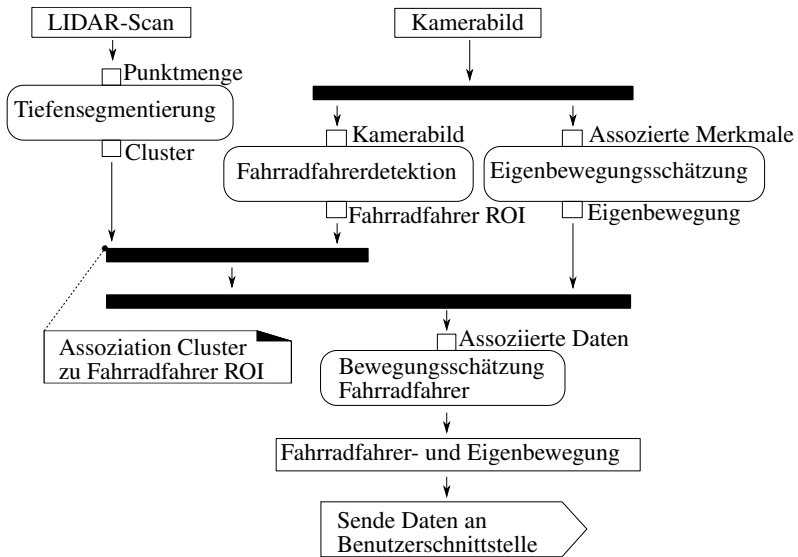 LIDAR-Scan
Kamerabild
Punktmenge
Tiefensegmentierung
Cluster
Kamerabild
Assozierte Merkmale
Fahrradfahrerdetektion
Eigenbewegungsschätzung
Fahrradfahrer ROI
Eigenbewegung
Assoziation Cluster
zu Fahrradfahrer ROI
Assoziierte Daten
Bewegungsschätzung
Fahrradfahrer
Fahrradfahrer- und Eigenbewegung
Sende Daten an
Benutzerschnittstelle